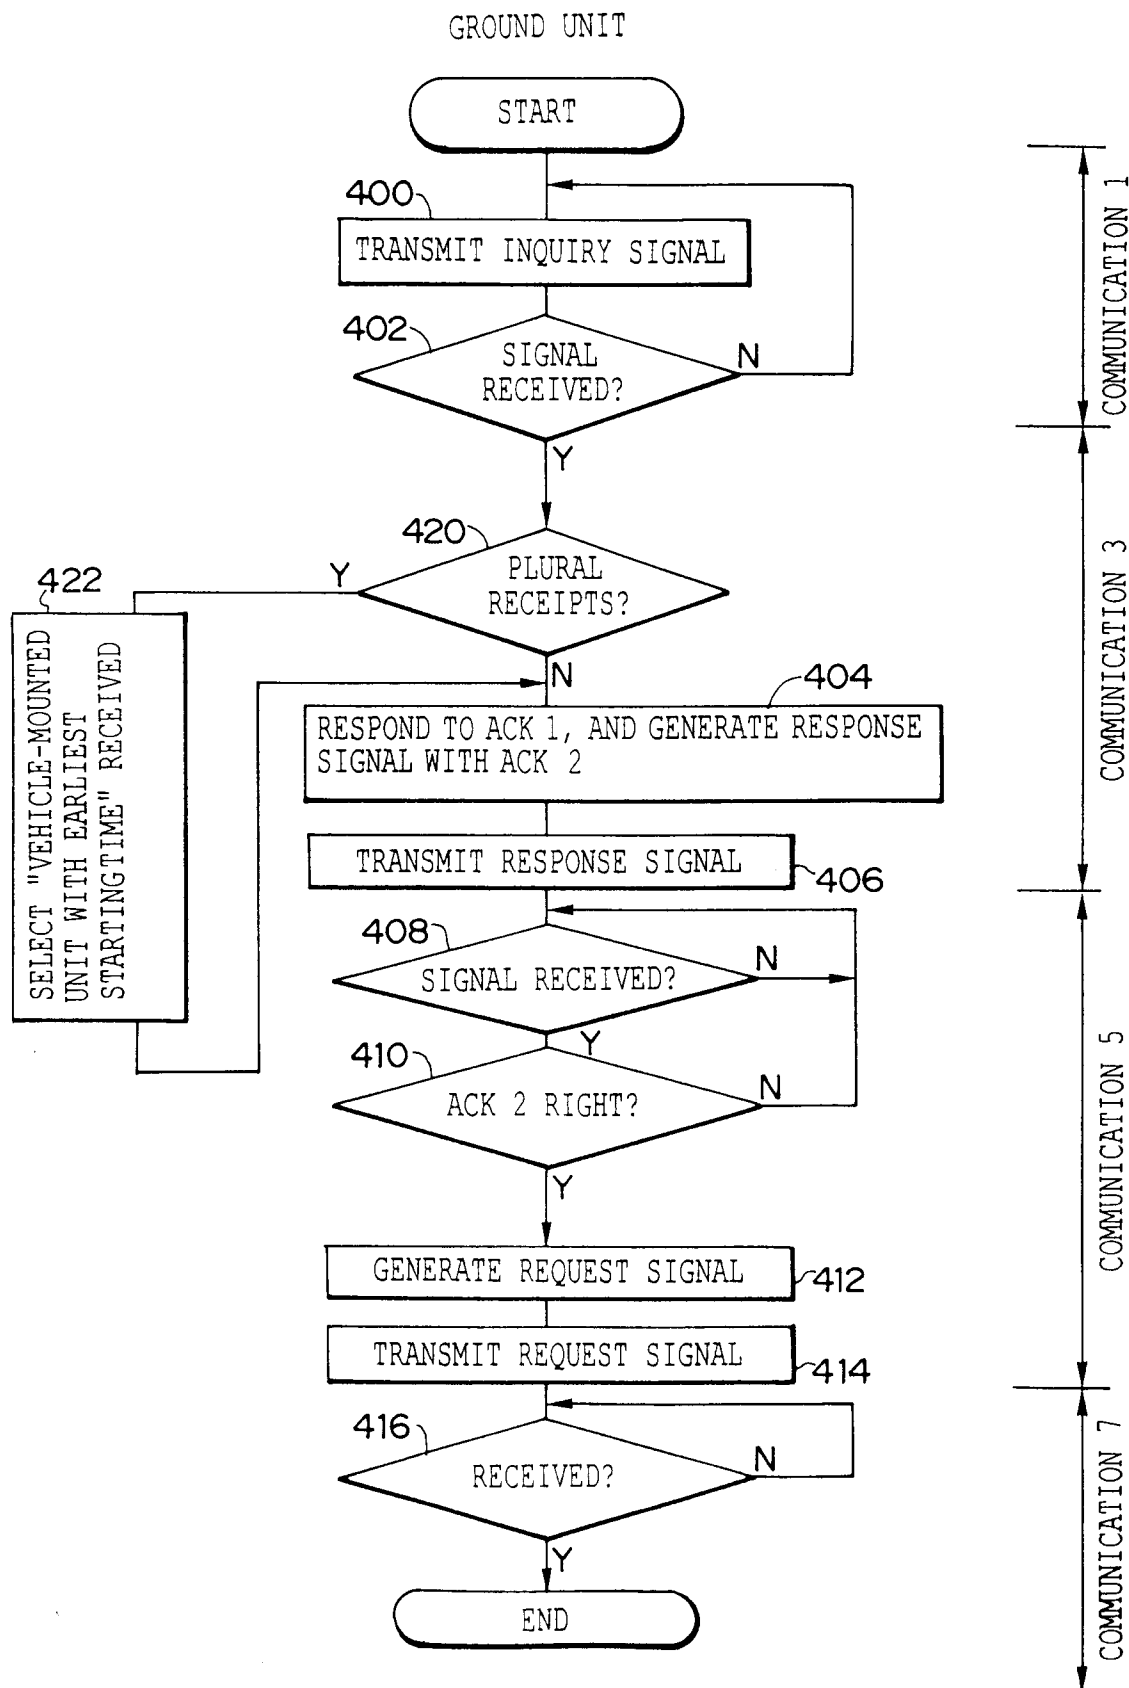 GROUND UNIT
START
400
TRANSMIT INQUIRY SIGNAL
402
SIGNAL
RECEIVED?
N
Y
COMMUNICATION 1
420
PLURAL
RECEIPTS?
Y
N
422
SELECT "VEHICLE-MOUNTED
UNIT WITH EARLIEST
STARTINGTIME" RECEIVED
404
RESPOND TO ACK 1, AND GENERATE RESPONSE
SIGNAL WITH ACK 2
TRANSMIT RESPONSE SIGNAL
406
COMMUNICATION 3
408
SIGNAL RECEIVED?
N
Y
410
ACK 2 RIGHT?
N
Y
GENERATE REQUEST SIGNAL
412
TRANSMIT REQUEST SIGNAL
414
COMMUNICATION 5
416
RECEIVED?
N
Y
END
COMMUNICATION 7